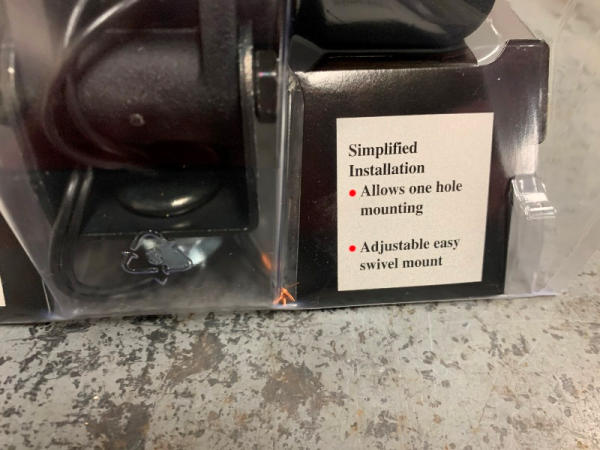 Simplified
Installation
• Allows one hole
mounting
• Adjustable easy
swivel mount